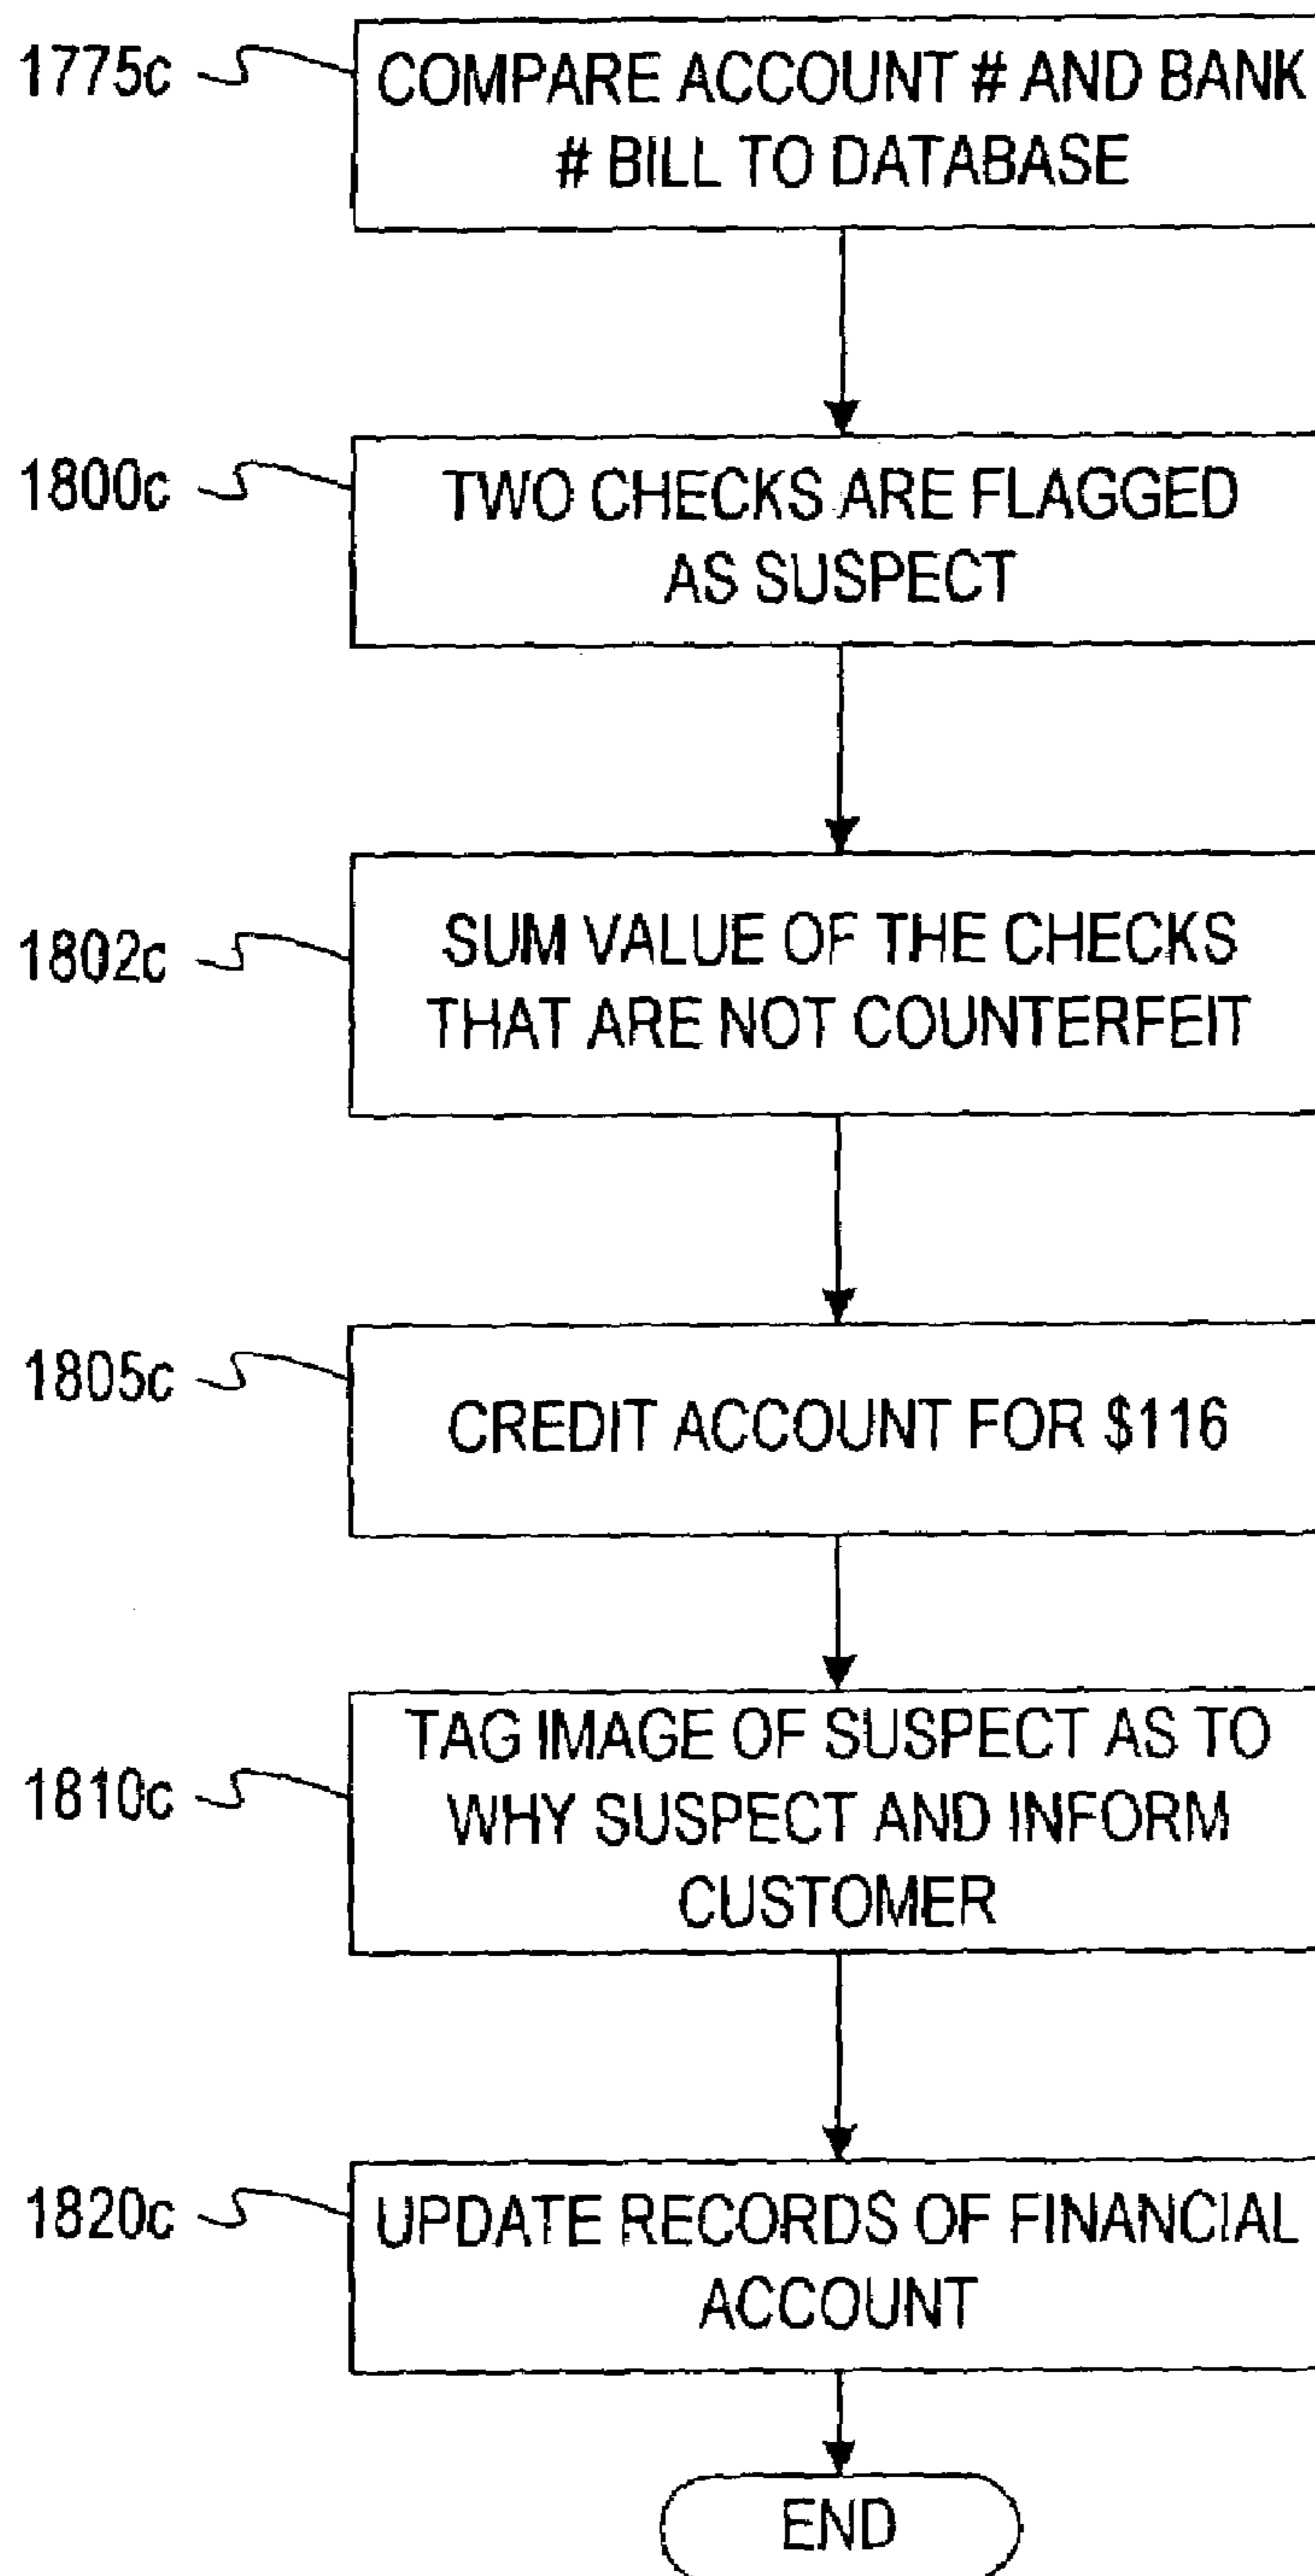 1775c
COMPARE ACCOUNT # AND BANK
# BILL TO DATABASE
1800c
TWO CHECKS ARE FLAGGED
AS SUSPECT
1802c
SUM VALUE OF THE CHECKS
THAT ARE NOT COUNTERFEIT
1805c
CREDIT ACCOUNT FOR $116
1810c
TAG IMAGE OF SUSPECT AS TO
WHY SUSPECT AND INFORM
CUSTOMER
1820c
UPDATE RECORDS OF FINANCIAL
ACCOUNT
END